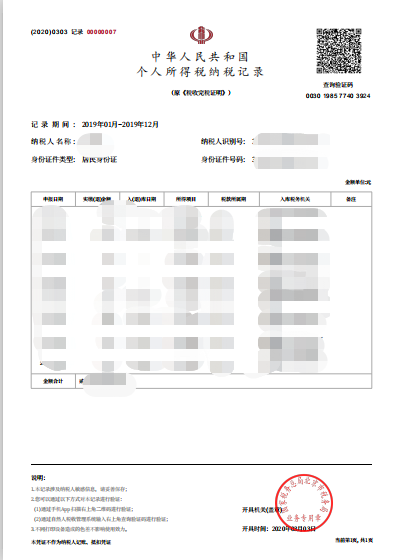 (2020)0303 记录 00000007
中华人民共和国
个人所得税纳税记录
(原《税收完税证明》)
查询验证码
0030 1985 7740 3924
记录期间: 2019年01月-2019年12月
纳税人名称: 纳税人识别号:
身份证件类型: 居民身份证 身份证件号码:
金额单位:元
申报日期 实缴(退)金额 入(退)库日期 所得项目 税款所属期 入库税务机关 备注
金额合计
说明:
1.本记录涉及纳税人敏感信息,请妥善保存;
2.您可以通过以下方式对本记录进行验证:
(1)通过手机App扫描右上角二维码进行验证;
(2)通过自然人税收管理系统输入右上角查询验证码进行验证;
3.不同打印设备造成的色差不影响使用效力。
开具机关(盖章)
开具时间: 2020年03月03日
业务专用章
本凭证不作为纳税人记账、抵扣凭证
当前第1页, 共1页